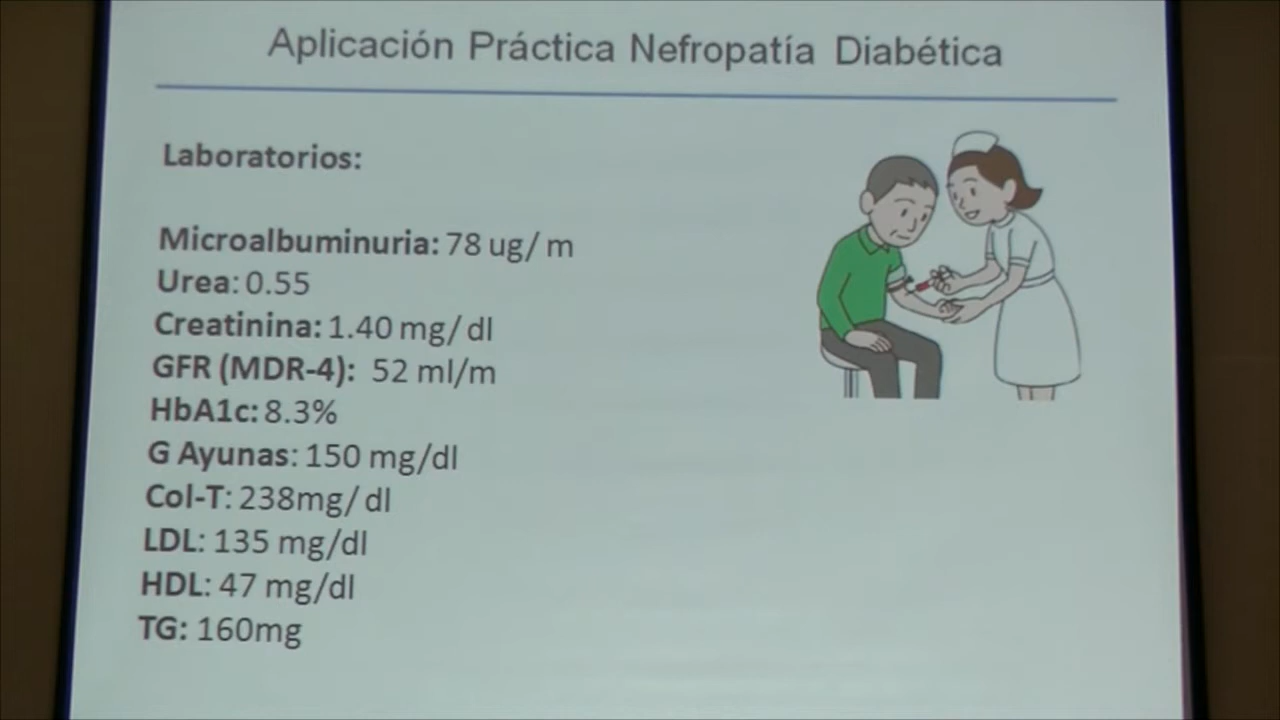 Aplicación Práctica Nefropatía Diabética
Laboratorios:
Microalbuminuria: 78 ug/ m
Urea: 0.55
Creatinina: 1.40 mg/ dl
GFR (MDR-4): 52 ml/m
HbA1c: 8.3%
G Ayunas: 150 mg/dl
Col-T: 238mg/ dl
LDL: 135 mg/dl
HDL: 47 mg/dl
TG: 160mg